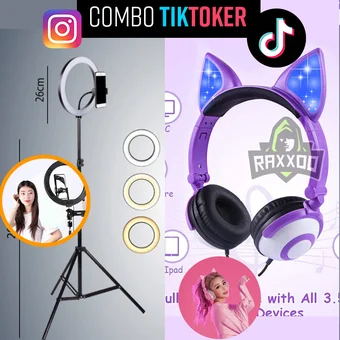 COMBO TIKTOKER
26cm
RAXXOO
Ipad
with All 3.5
Devices